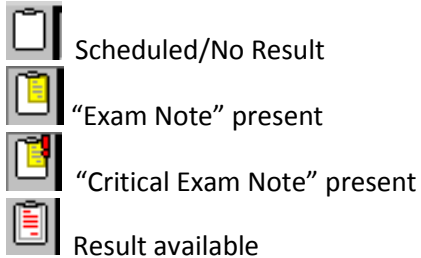 Scheduled/No Result
“Exam Note” present
“Critical Exam Note” present
Result available